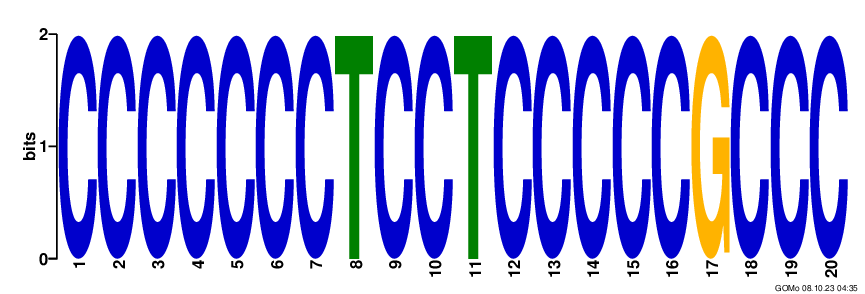 2
1
0
bits
CCCCCCCTCCTCCCCCGCCC
1 2 3 4 5 6 7 8 9 10 11 12 13 14 15 16 17 18 19 20
GOMo 08.10.23 04:35